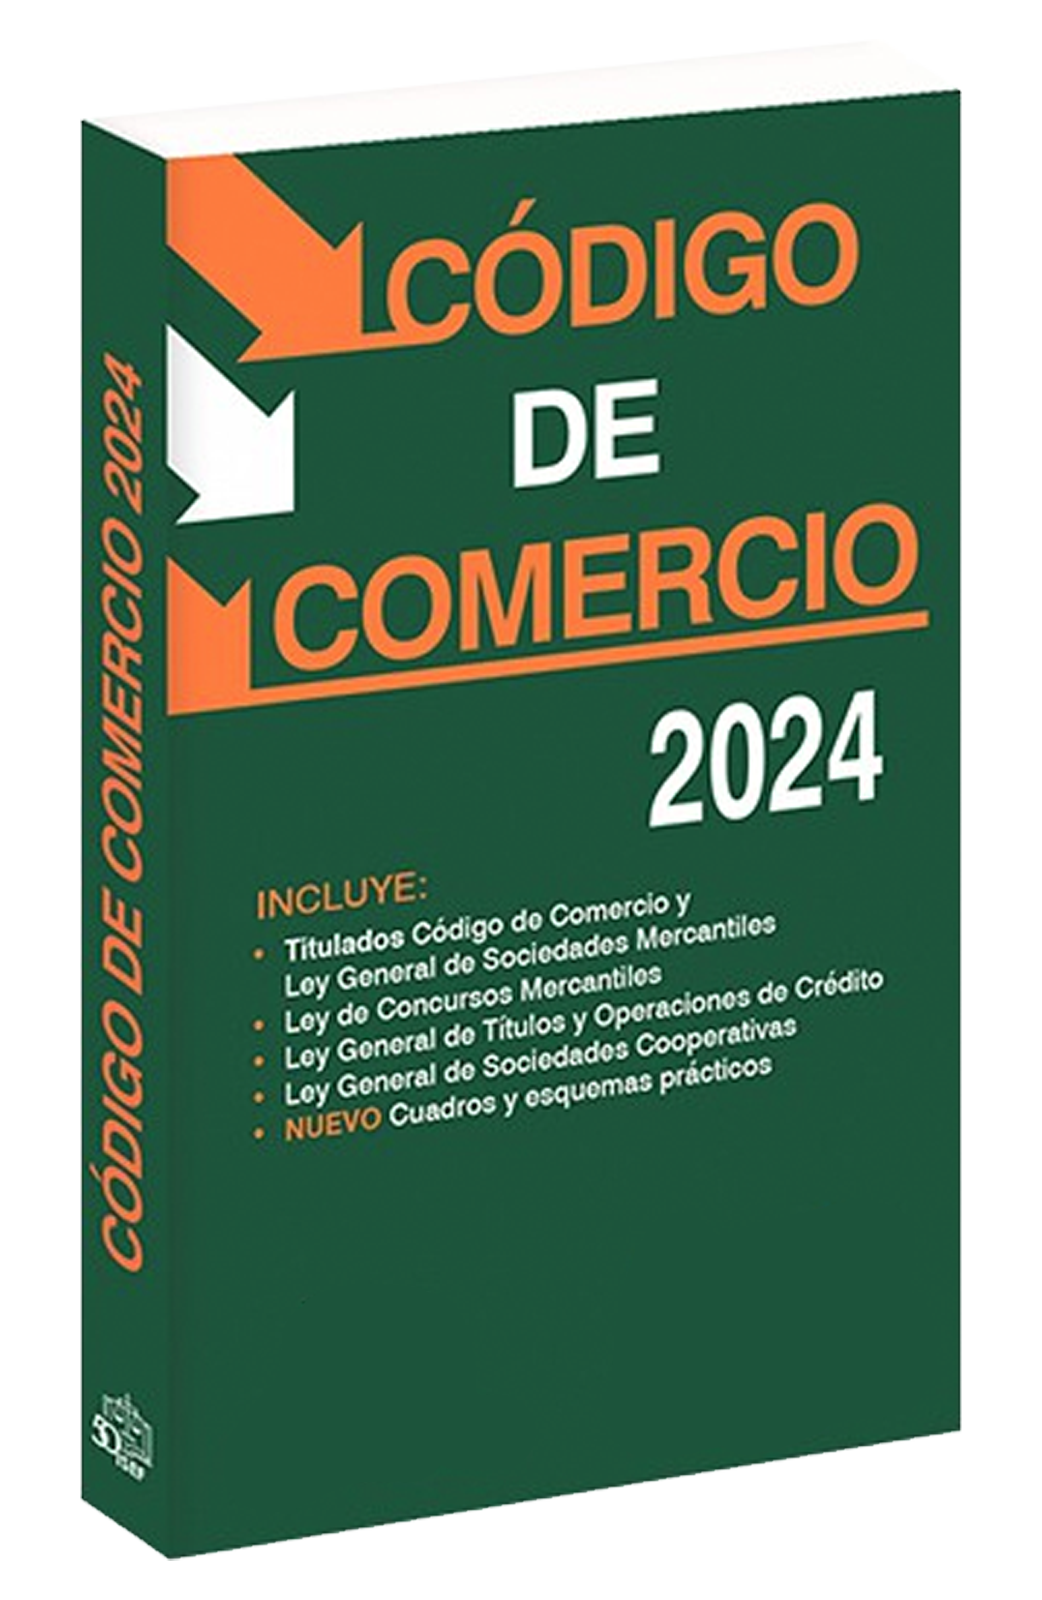 CÓDIGO
DE
COMERCIO
2024
INCLUYE:
• Titulados Código de Comercio y
Ley General de Sociedades Mercantiles
• Ley de Concursos Mercantiles
• Ley General de Títulos y Operaciones de Crédito
• Ley General de Sociedades Cooperativas
• NUEVO Cuadros y esquemas prácticos
CÓDIGO DE COMERCIO 2024
50
ISEF